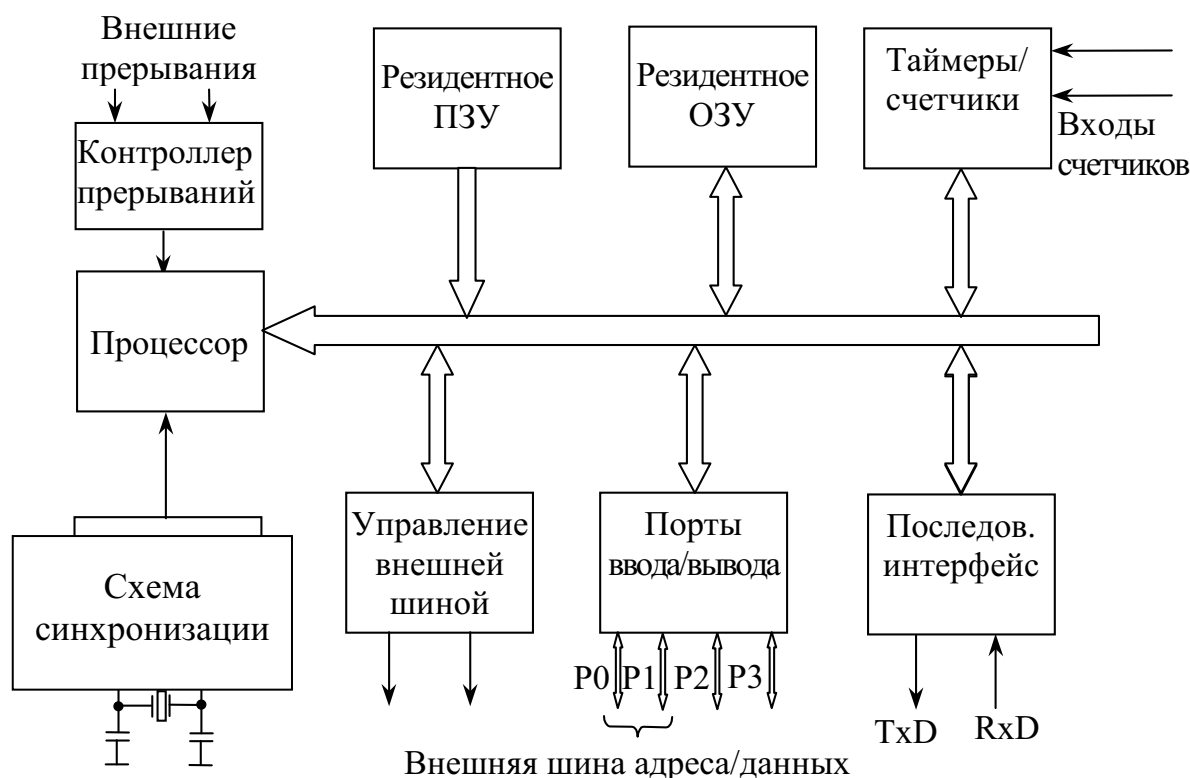 Внешние
прерывания
Контроллер
прерываний
Процессор
Схема
синхронизации
Резидентное
ПЗУ
Резидентное
ОЗУ
Таймеры/
счетчики
Входы
счетчиков
Управление
внешней
шиной
Порты
ввода/вывода
P0 P1 P2 P3
Внешняя шина адреса/данных
Последов.
интерфейс
TxD RxD